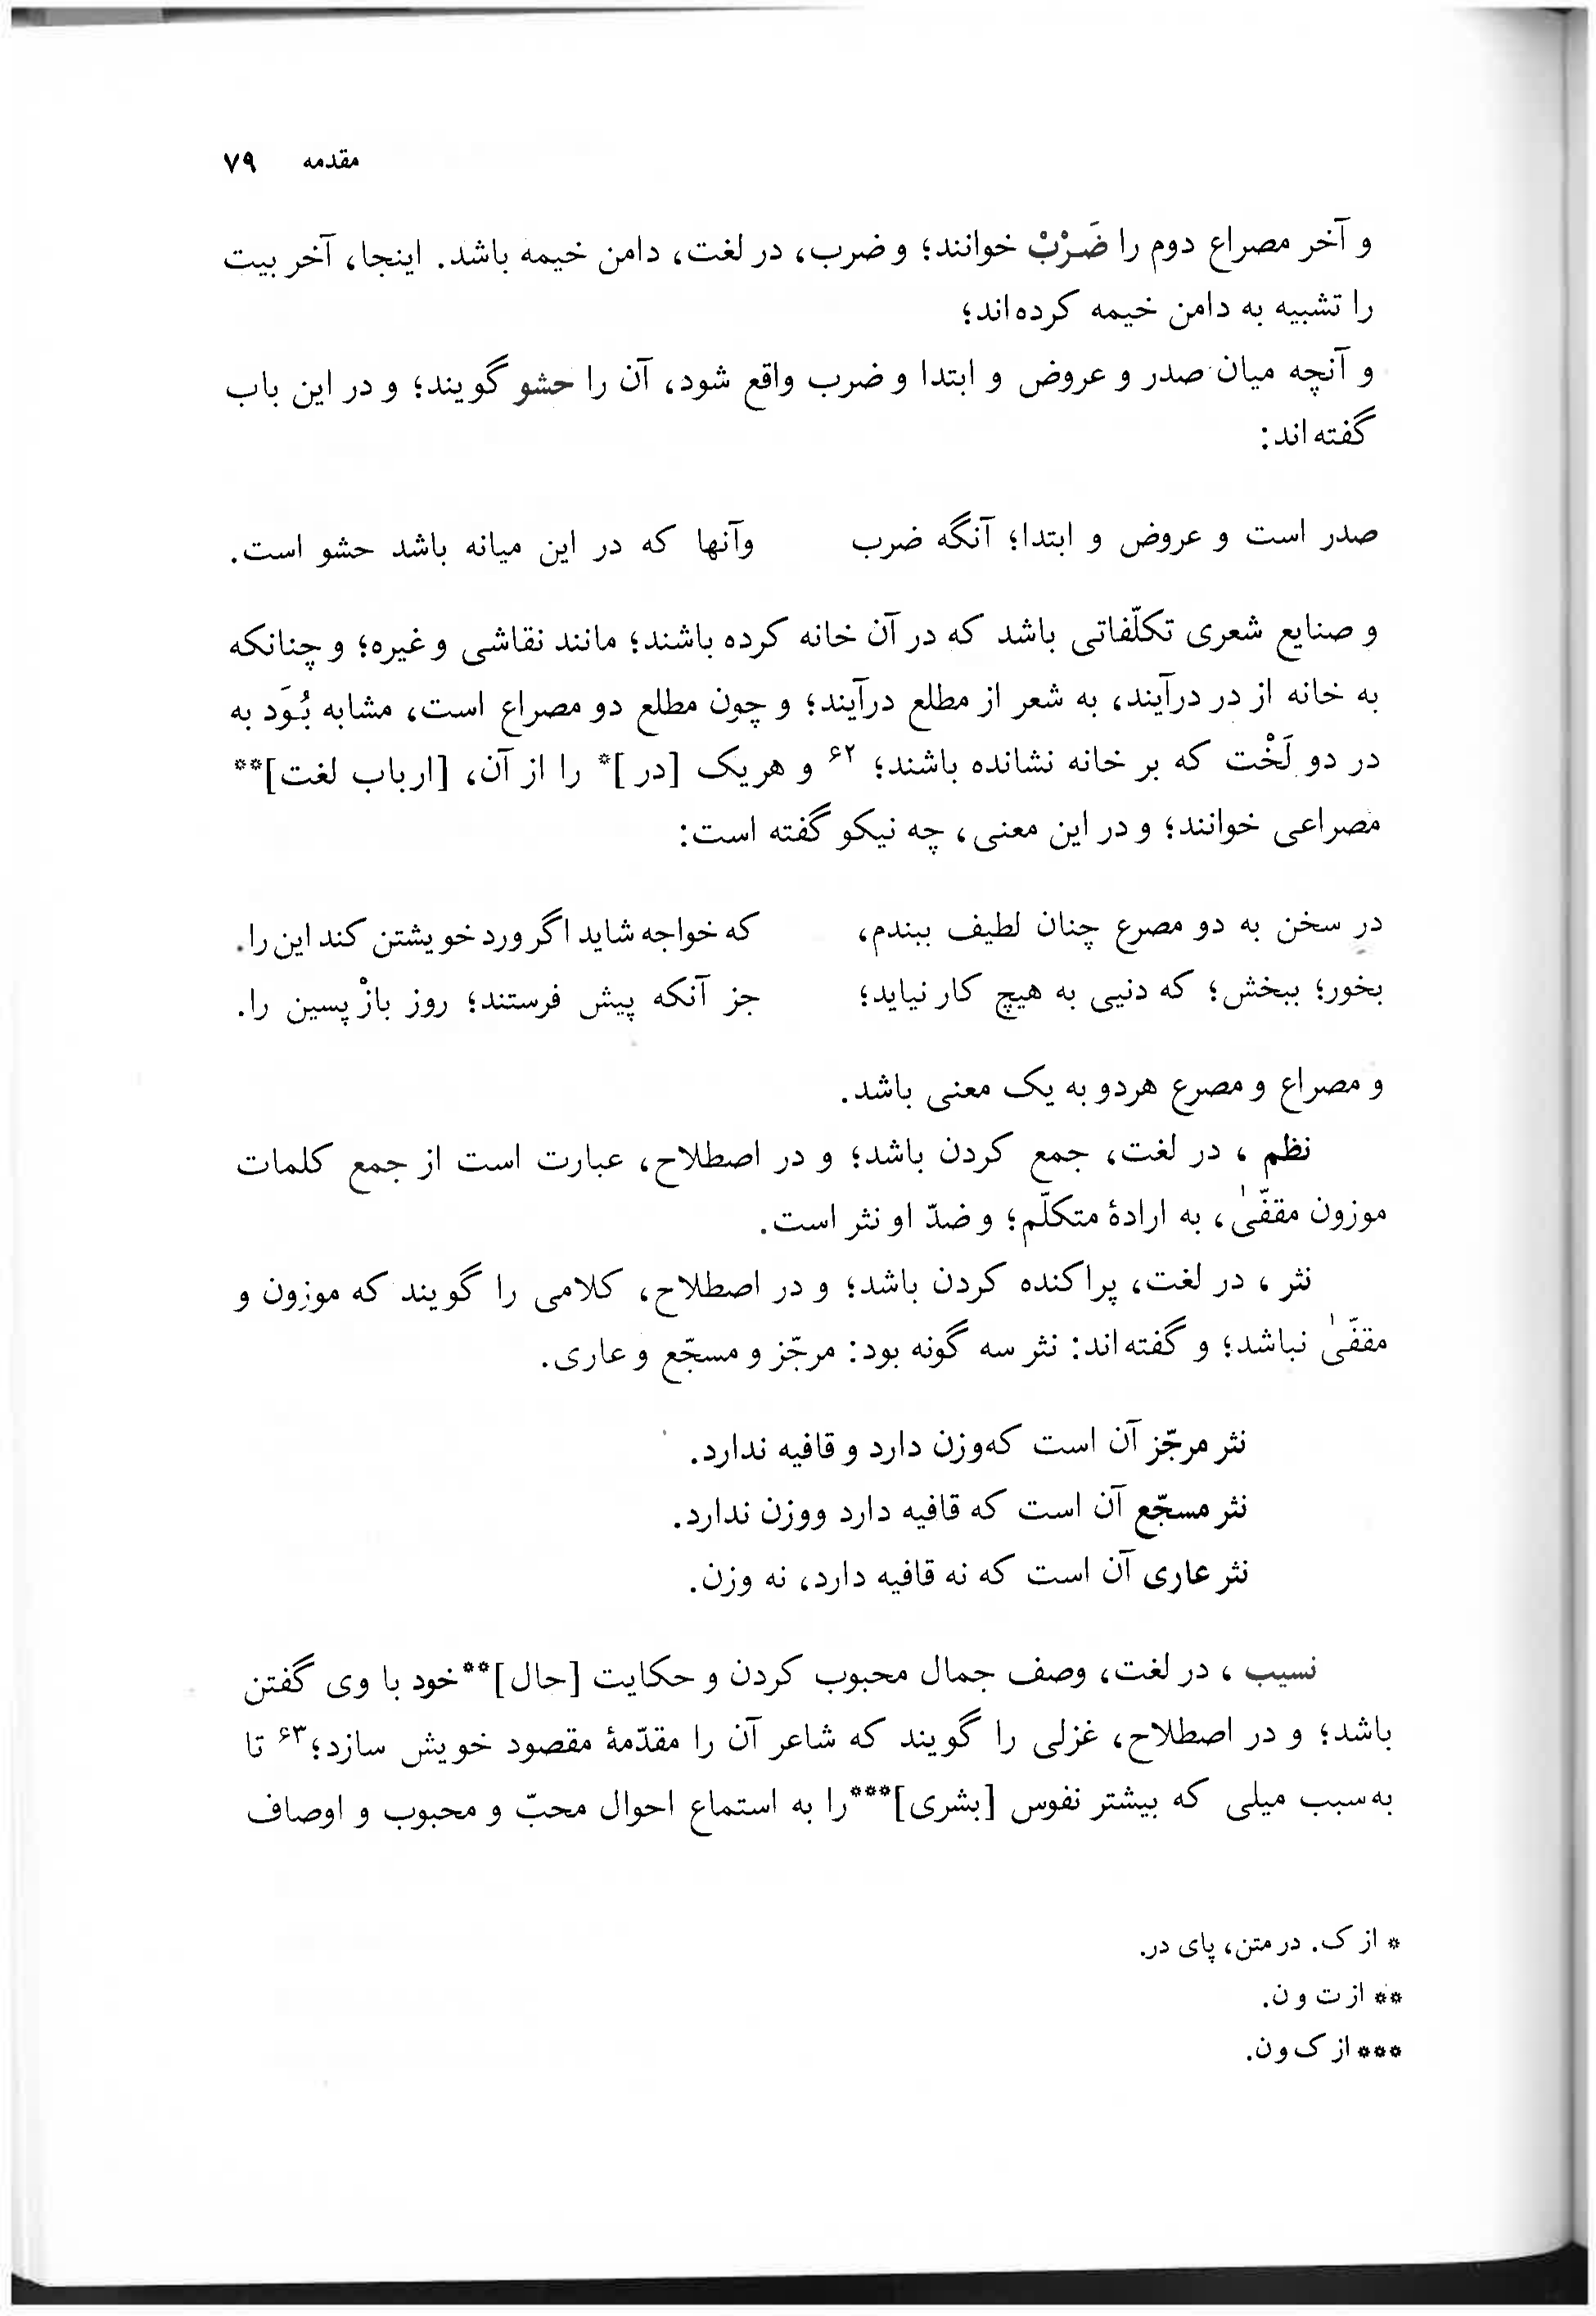 مقدمه ۷۹
و آخر مصراع دوم را ضَرْبْ خوانند؛ و ضرب، در لغت، دامن خیمه باشد. اینجا، آخر بیت
را تشبیه به دامن خیمه کرده‌اند؛
و آنچه میان صدر و عروض و ابتدا و ضرب واقع شود، آن را حشو گویند؛ و در این باب
گفته‌اند:
صدر است و عروض و ابتدا؛ آنگه ضرب وآنها که در این میانه باشد حشو است.
و صنایع شعری تکلّفاتی باشد که در آن خانه کرده باشند؛ مانند نقاشی و غیره؛ و چنانکه
به خانه از در درآیند، به شعر از مطلع درآیند؛ و چون مطلع دو مصراع است، مشابه بُوَد به
در دو لَخْت که بر خانه نشانده باشند؛ ۶۲ و هریک [در ]* را از آن، [ارباب لغت]**
مصراعی خوانند؛ و در این معنی، چه نیکو گفته است:
در سخن به دو مصرع چنان لطیف ببندم، که خواجه شاید اگر ورد خویشتن کند این را.
بخور؛ ببخش؛ که دنیی به هیچ کار نیاید؛ جز آنکه پیش فرستند؛ روز بازْپسین را.
و مصراع و مصرع هردو به یک معنی باشد.
نظم ، در لغت، جمع کردن باشد؛ و در اصطلاح، عبارت است از جمع کلمات
موزون مقفّیٰ، به ارادهٔ متکلّم؛ و ضدّ او نثر است.
نثر ، در لغت، پراکنده کردن باشد؛ و در اصطلاح، کلامی را گویند که موزون و
مقفّیٰ نباشد؛ و گفته‌اند: نثر سه گونه بود: مرجّز و مسجّع و عاری.
نثر مرجّز آن است که‌وزن دارد و قافیه ندارد.
نثر مسجّع آن است که قافیه دارد ووزن ندارد.
نثر عاری آن است که نه قافیه دارد، نه وزن.
نسیب ، در لغت، وصف جمال محبوب کردن و حکایت [حال]**خود با وی گفتن
باشد؛ و در اصطلاح، غزلی را گویند که شاعر آن را مقدّمهٔ مقصود خویش سازد؛۶۳ تا
به‌سبب میلی که بیشتر نفوس [بشری]***را به استماع احوال محبّ و محبوب و اوصاف
* از ک. در متن، پای در.
** از ت و ن.
*** از ک و ن.